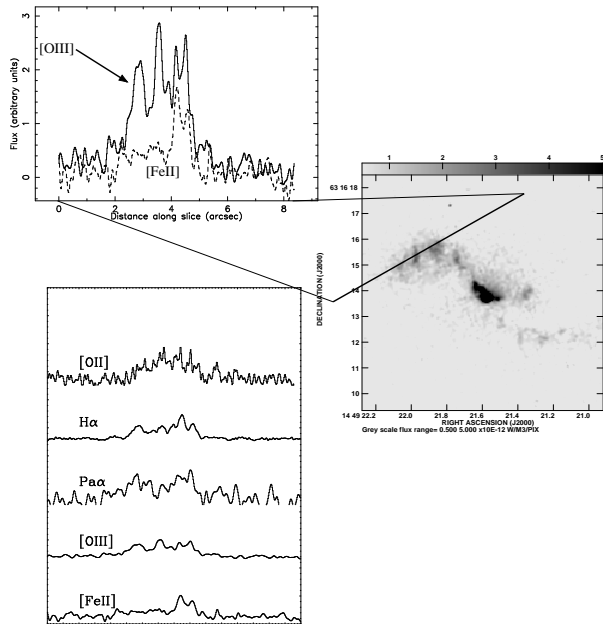 3
2
1
0
Flux (arbitrary units)
[OIII]
[FeII]
0 2 4 6 8
Distance along slice (arcsec)
1 2 3 4 5
63 16 18
17
16
15
14
13
12
11
10
DECLINATION (J2000)
14 49 22.2 22.0 21.8 21.6 21.4 21.2 21.0
RIGHT ASCENSION (J2000)
Grey scale flux range= 0.500 5.000 x10E-12 W/M3/PIX
[OII]
Hα
Paα
[OIII]
[FeII]